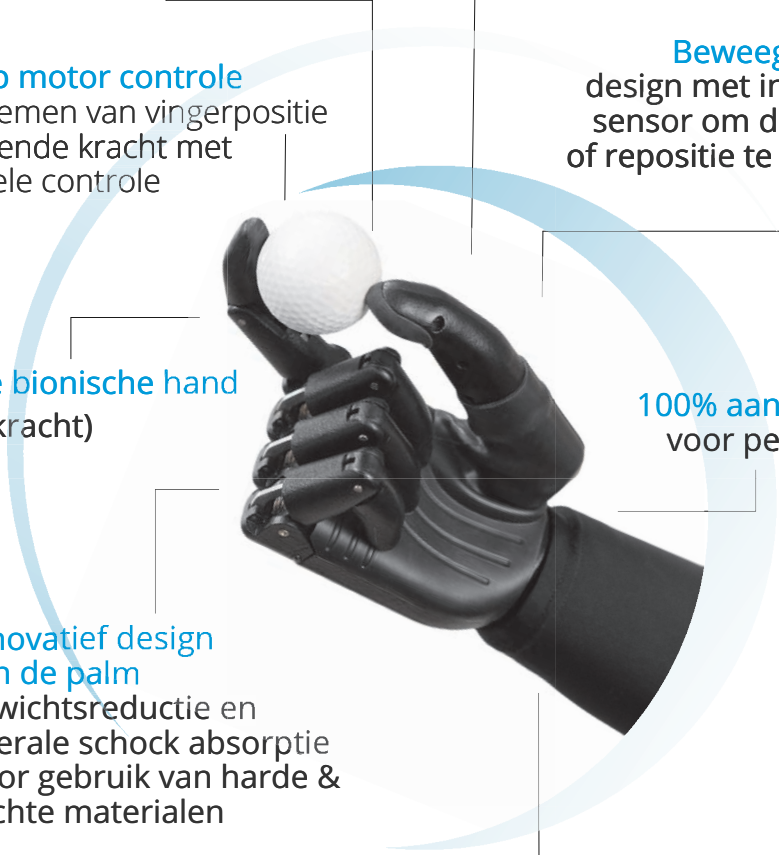 motor controle
emen van vingerpositie
ende kracht met
ele controle
Beweeg
design met in
sensor om d
of repositie te
bionische hand
kracht)
100% aan
voor pe
novatief design
n de palm
wichtsreductie en
erale schock absorptie
or gebruik van harde &
chte materialen